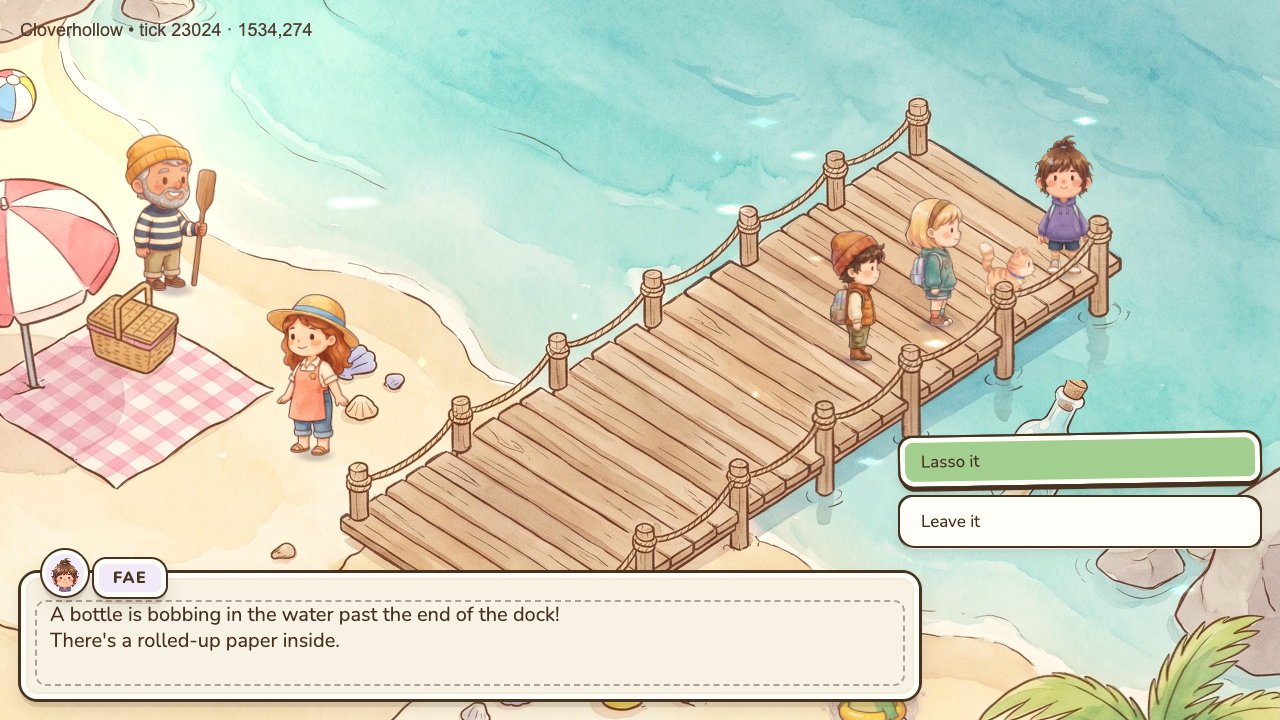 Cloverhollow • tick 23024 · 1534,274
Lasso it
Leave it
FAE
A bottle is bobbing in the water past the end of the dock!
There's a rolled-up paper inside.